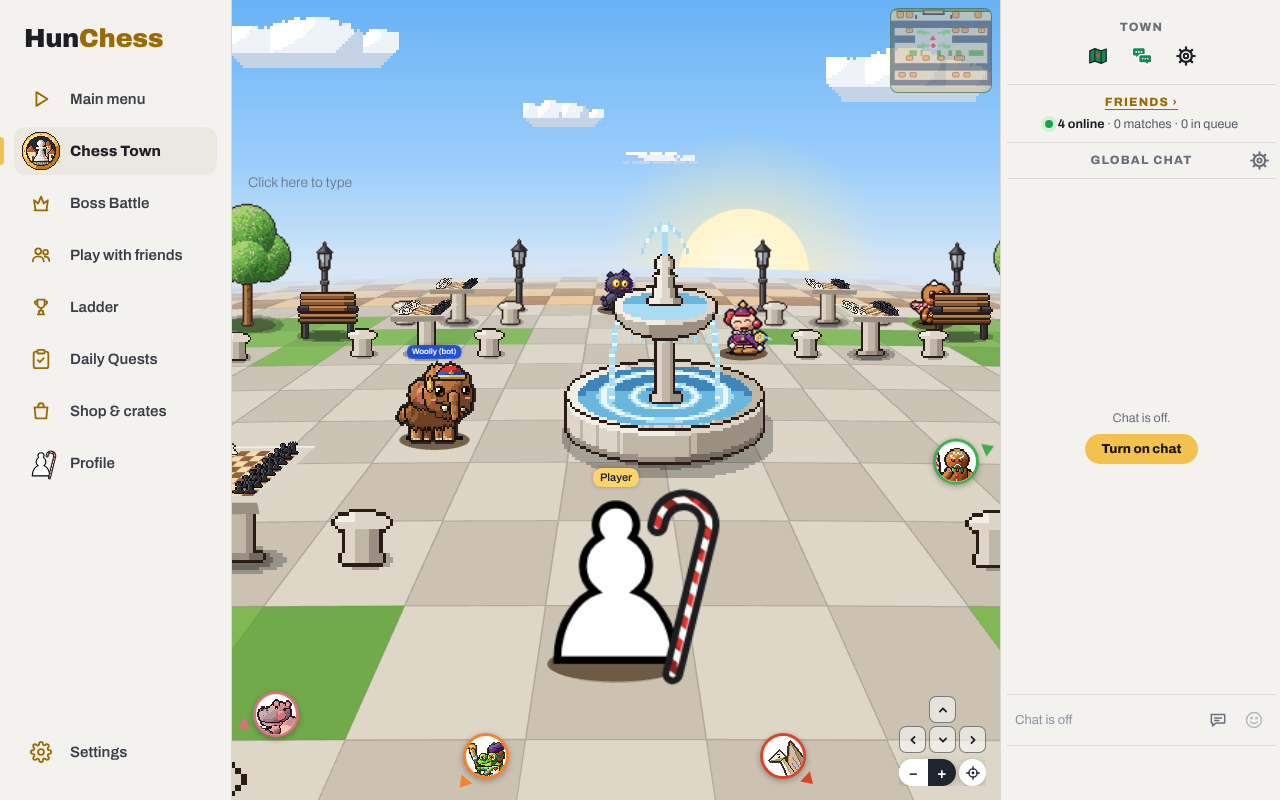 HunChess
Main menu
Chess Town
Boss Battle
Play with friends
Ladder
Daily Quests
Shop & crates
Profile
Settings
Click here to type
Woolly (bot)
Player
TOWN
FRIENDS ›
4 online · 0 matches · 0 in queue
GLOBAL CHAT
Chat is off.
Turn on chat
Chat is off